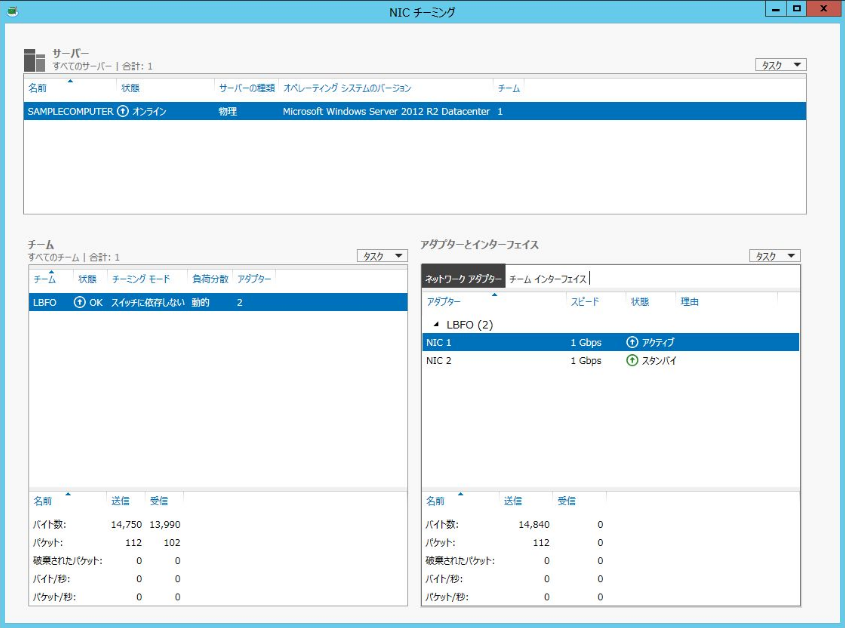 NIC チーミング
サーバー
すべてのサーバー | 合計: 1
タスク
名前 状態 サーバーの種類 オペレーティング システムのバージョン チーム
SAMPLECOMPUTER オンライン 物理 Microsoft Windows Server 2012 R2 Datacenter 1
チーム
すべてのチーム | 合計: 1
タスク
チーム 状態 チーミング モード 負荷分散 アダプター
LBFO OK スイッチに依存しない 動的 2
名前 送信 受信
バイト数: 14,750 13,990
パケット: 112 102
破棄されたパケット: 0 0
バイト/秒: 0 0
パケット/秒: 0 0
アダプターとインターフェイス
タスク
ネットワーク アダプター チーム インターフェイス
アダプター スピード 状態 理由
LBFO (2)
NIC 1 1 Gbps アクティブ
NIC 2 1 Gbps スタンバイ
名前 送信 受信
バイト数: 14,840 0
パケット: 112 0
破棄されたパケット: 0 0
バイト/秒: 0 0
パケット/秒: 0 0